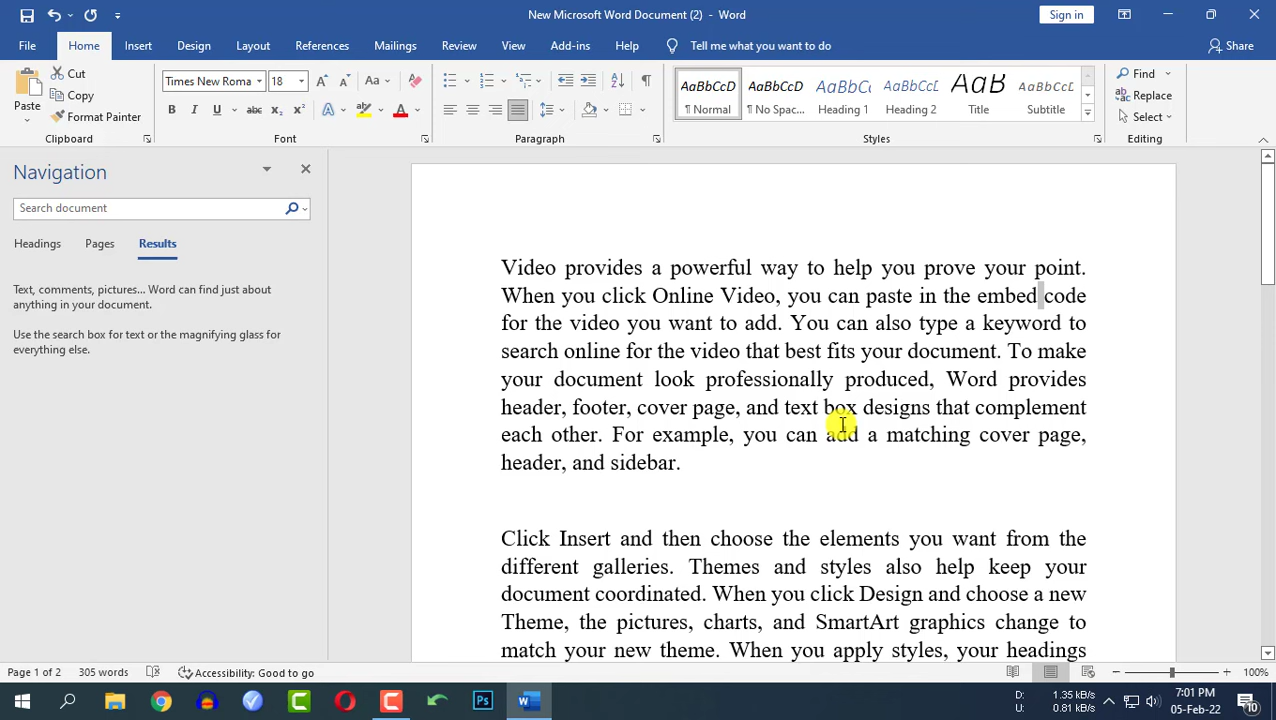 New Microsoft Word Document (2) - Word
Sign in
File Home Insert Design Layout References Mailings Review View Add-ins Help Tell me what you want to do Share
Paste
Cut
Copy
Format Painter
Clipboard
Times New Roma 18
Aa
B I U abc x₂ x² A A
Font
Paragraph
AaBbCcD AaBbCcD AaBbCcD AaBbCcD AaBb AaBbCcD
¶ Normal ¶ No Spac... Heading 1 Heading 2 Title Subtitle
Styles
Find
Replace
Select
Editing
Navigation
Search document
Headings Pages Results
Text, comments, pictures... Word can find just about
anything in your document.
Use the search box for text or the magnifying glass for
everything else.
Video provides a powerful way to help you prove your point.
When you click Online Video, you can paste in the embed code
for the video you want to add. You can also type a keyword to
search online for the video that best fits your document. To make
your document look professionally produced, Word provides
header, footer, cover page, and text box designs that complement
each other. For example, you can add a matching cover page,
header, and sidebar.
Click Insert and then choose the elements you want from the
different galleries. Themes and styles also help keep your
document coordinated. When you click Design and choose a new
Theme, the pictures, charts, and SmartArt graphics change to
match your new theme. When you apply styles, your headings
Page 1 of 2 305 words Accessibility: Good to go 100%
Ps
W
D: 1.35 kB/s
U: 0.81 kB/s
7:01 PM
05-Feb-22
10